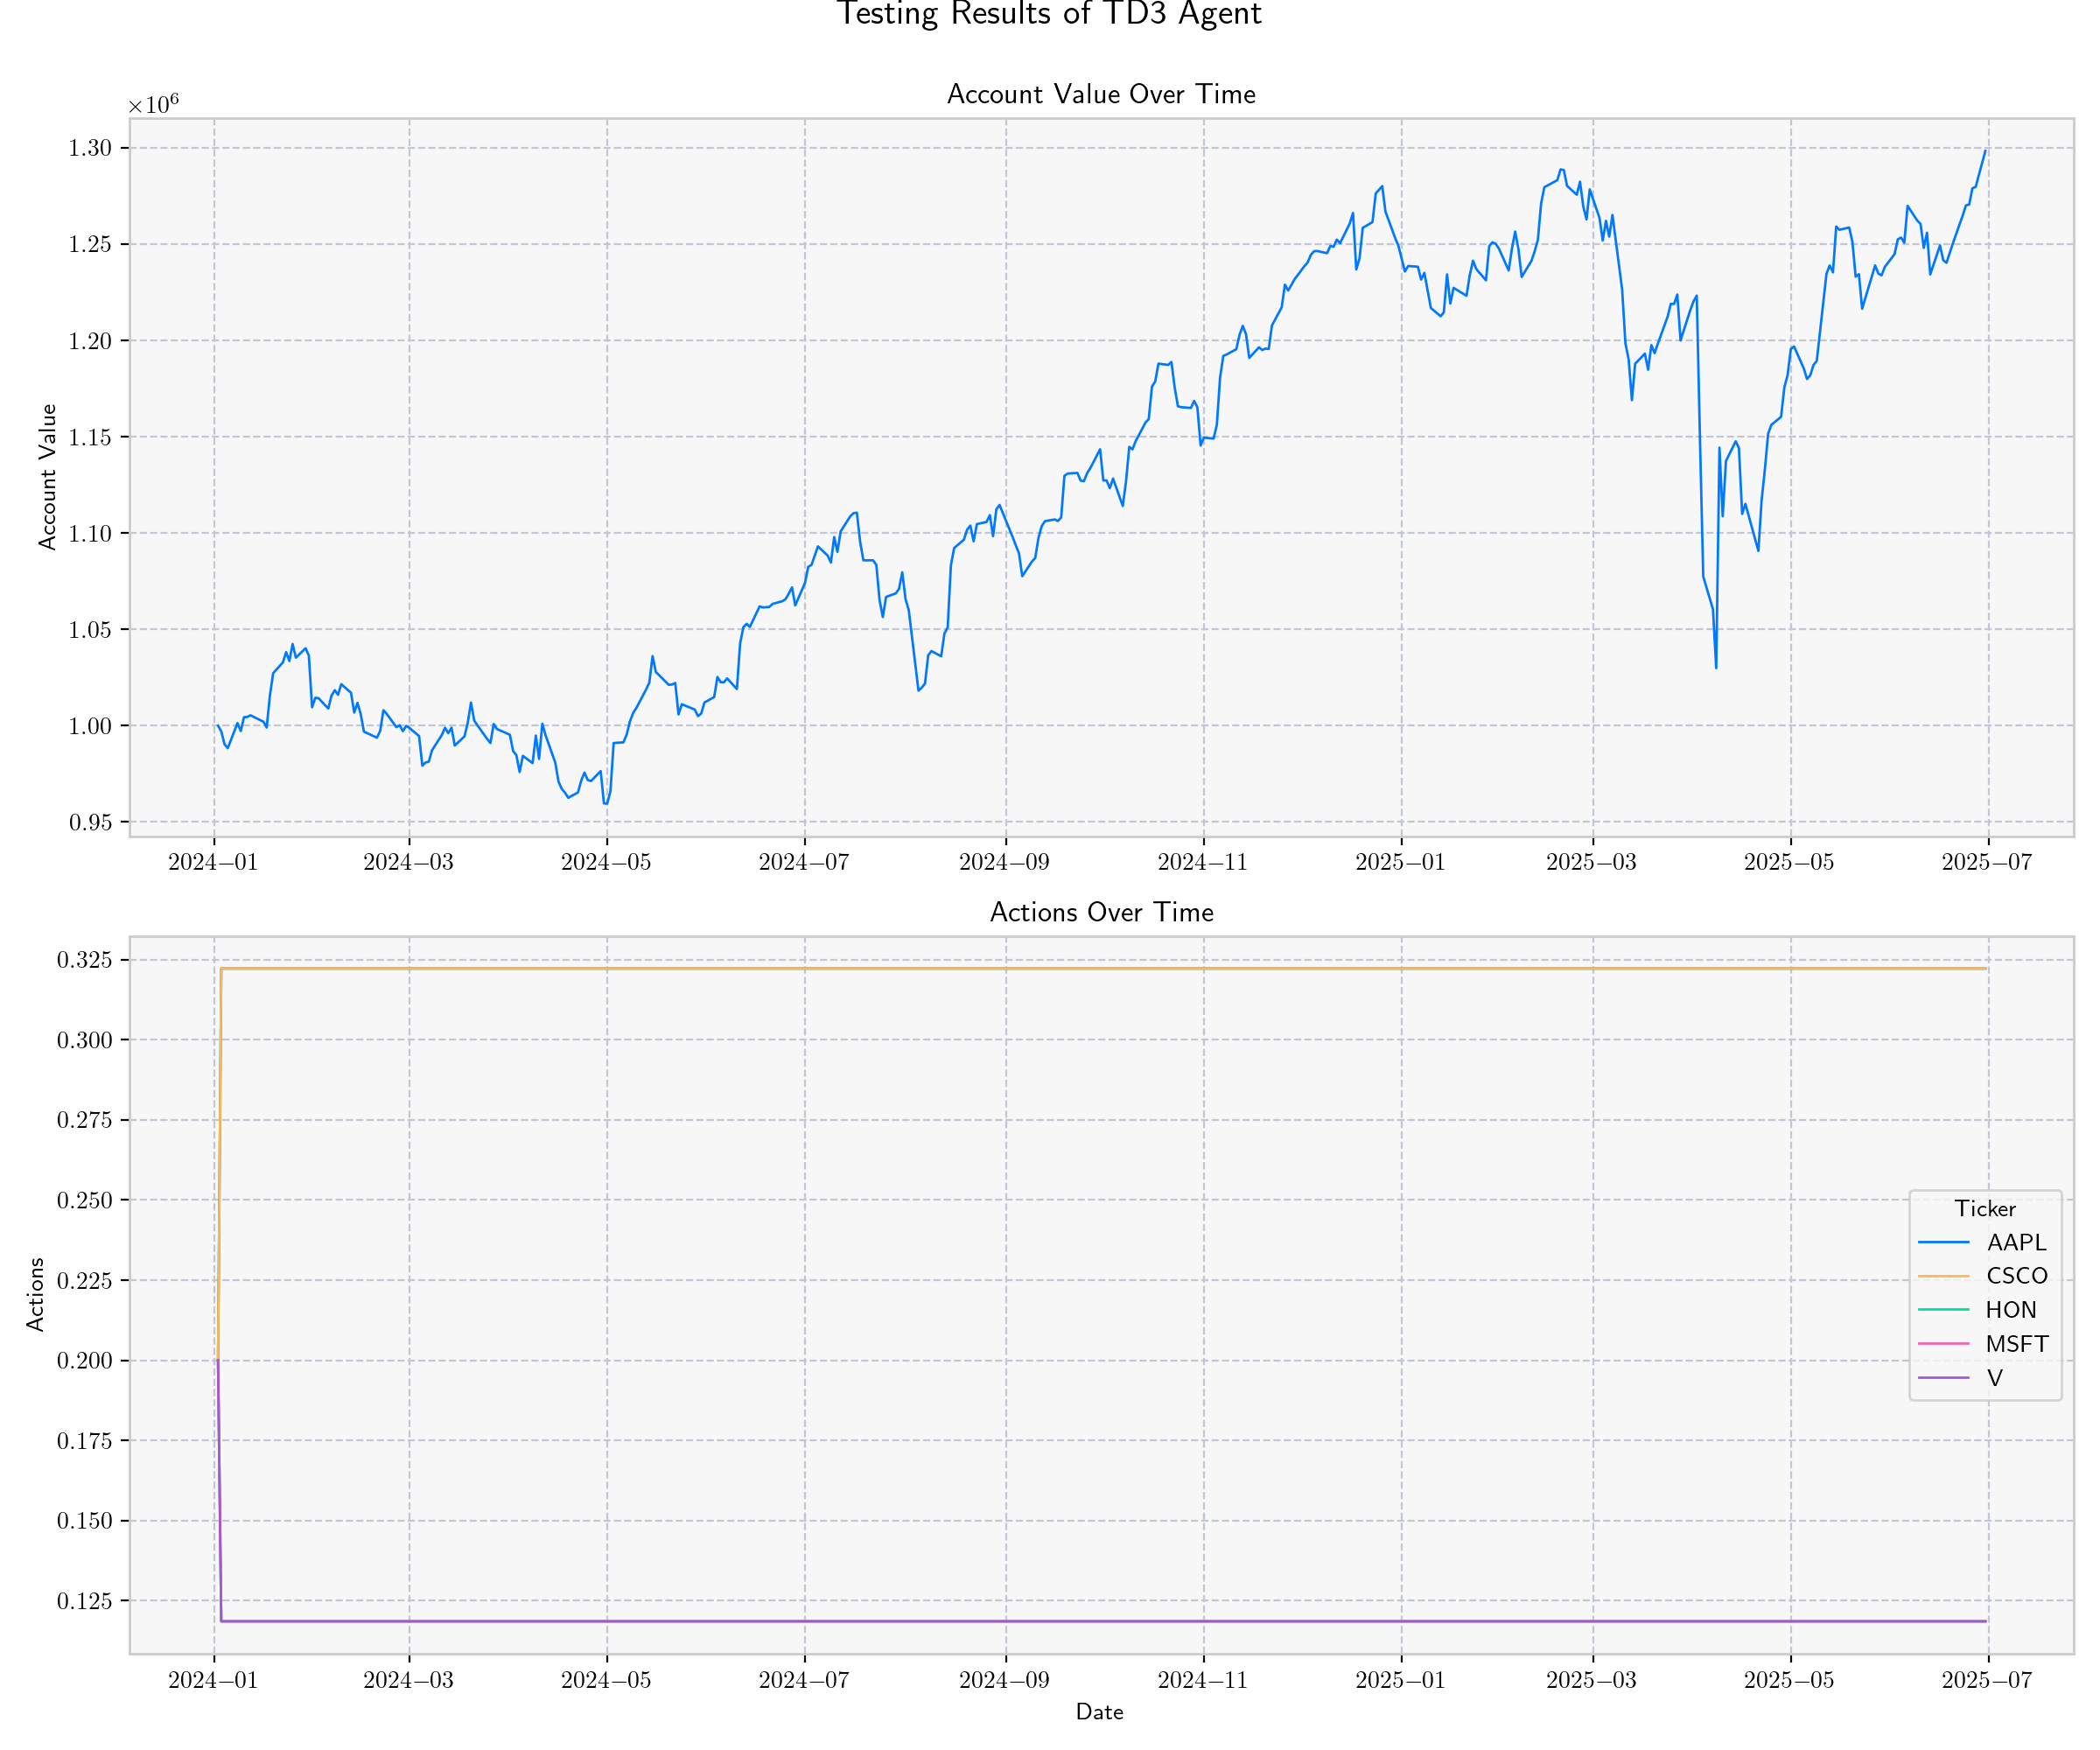 Testing Results of TD3 Agent
Account Value Over Time
×10⁶
1.30
1.25
1.20
1.15
1.10
1.05
1.00
0.95
Account Value
2024–01 2024–03 2024–05 2024–07 2024–09 2024–11 2025–01 2025–03 2025–05 2025–07
Actions Over Time
0.325
0.300
0.275
0.250
0.225
0.200
0.175
0.150
0.125
Actions
Ticker
AAPL
CSCO
HON
MSFT
V
2024–01 2024–03 2024–05 2024–07 2024–09 2024–11 2025–01 2025–03 2025–05 2025–07
Date